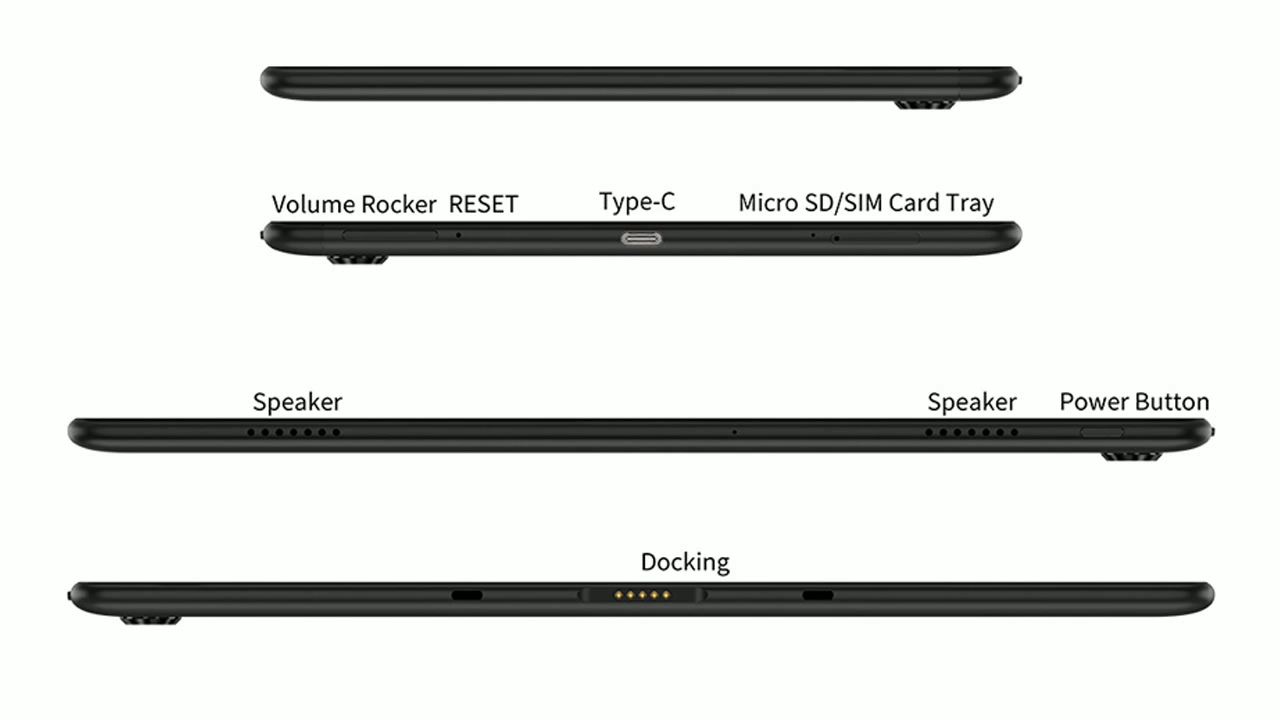 Volume Rocker RESET Type-C Micro SD/SIM Card Tray
Speaker Speaker Power Button
Docking